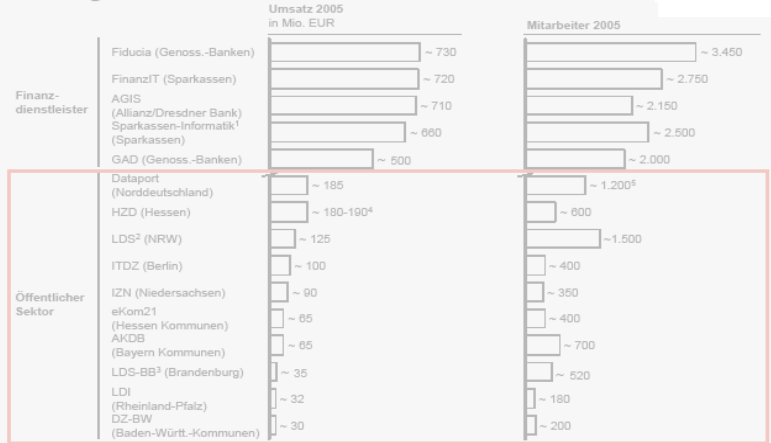 Umsatz 2005
in Mio. EUR
Mitarbeiter 2005
Finanz-
dienstleister
Fiducia (Genoss.-Banken) ~ 730 ~ 3.450
FinanzIT (Sparkassen) ~ 720 ~ 2.750
AGIS
(Allianz/Dresdner Bank) ~ 710 ~ 2.150
Sparkassen-Informatik¹
(Sparkassen) ~ 660 ~ 2.500
GAD (Genoss.-Banken) ~ 500 ~ 2.000
Öffentlicher
Sektor
Dataport
(Norddeutschland) ~ 185 ~ 1.200⁵
HZD (Hessen) ~ 180-190⁴ ~ 600
LDS² (NRW) ~ 125 ~1.500
ITDZ (Berlin) ~ 100 ~ 400
IZN (Niedersachsen) ~ 90 ~ 350
eKom21
(Hessen Kommunen) ~ 65 ~ 400
AKDB
(Bayern Kommunen) ~ 65 ~ 700
LDS-BB³ (Brandenburg) ~ 35 ~ 520
LDI
(Rheinland-Pfalz) ~ 32 ~ 180
DZ-BW
(Baden-Württ.-Kommunen) ~ 30 ~ 200